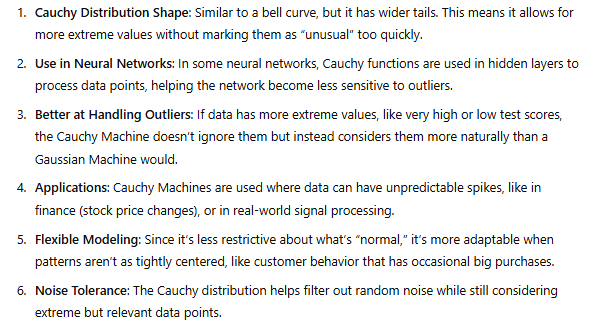 1. Cauchy Distribution Shape: Similar to a bell curve, but it has wider tails. This means it allows for
more extreme values without marking them as “unusual” too quickly.
2. Use in Neural Networks: In some neural networks, Cauchy functions are used in hidden layers to
process data points, helping the network become less sensitive to outliers.
3. Better at Handling Outliers: If data has more extreme values, like very high or low test scores,
the Cauchy Machine doesn’t ignore them but instead considers them more naturally than a
Gaussian Machine would.
4. Applications: Cauchy Machines are used where data can have unpredictable spikes, like in
finance (stock price changes), or in real-world signal processing.
5. Flexible Modeling: Since it’s less restrictive about what’s “normal,” it’s more adaptable when
patterns aren’t as tightly centered, like customer behavior that has occasional big purchases.
6. Noise Tolerance: The Cauchy distribution helps filter out random noise while still considering
extreme but relevant data points.